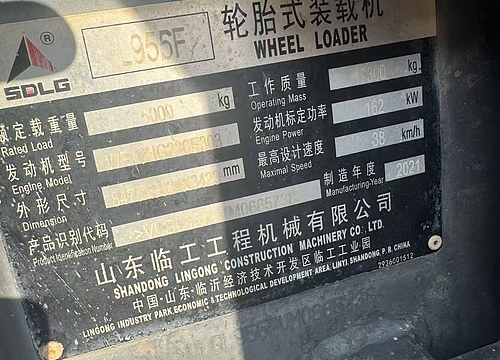 轮胎式装载机
L955F
®
WHEEL LOADER
SDLG
额定载重量
Rated Load
5000
kg
工作质量
Operating Mass
kg
发动机型号
Engine Model
发动机标定功率
Engine Power
162
kW
外形尺寸
Dimension
mm
最高设计速度
Maximal Speed
38
km/h
产品识别代码
Product Identification Number
制造年度
Manufacturing Year
2021
山东临工工程机械有限公司
SHANDONG LINGONG CONSTRUCTION MACHINERY CO., LTD.
中国·山东·临沂经济技术开发区临工工业园
LINGONG INDUSTRY PARK, ECONOMIC & TECHNOLOGICAL DEVELOPMENT AREA, LINYI, SHANDONG, P. R. CHINA
2936001512